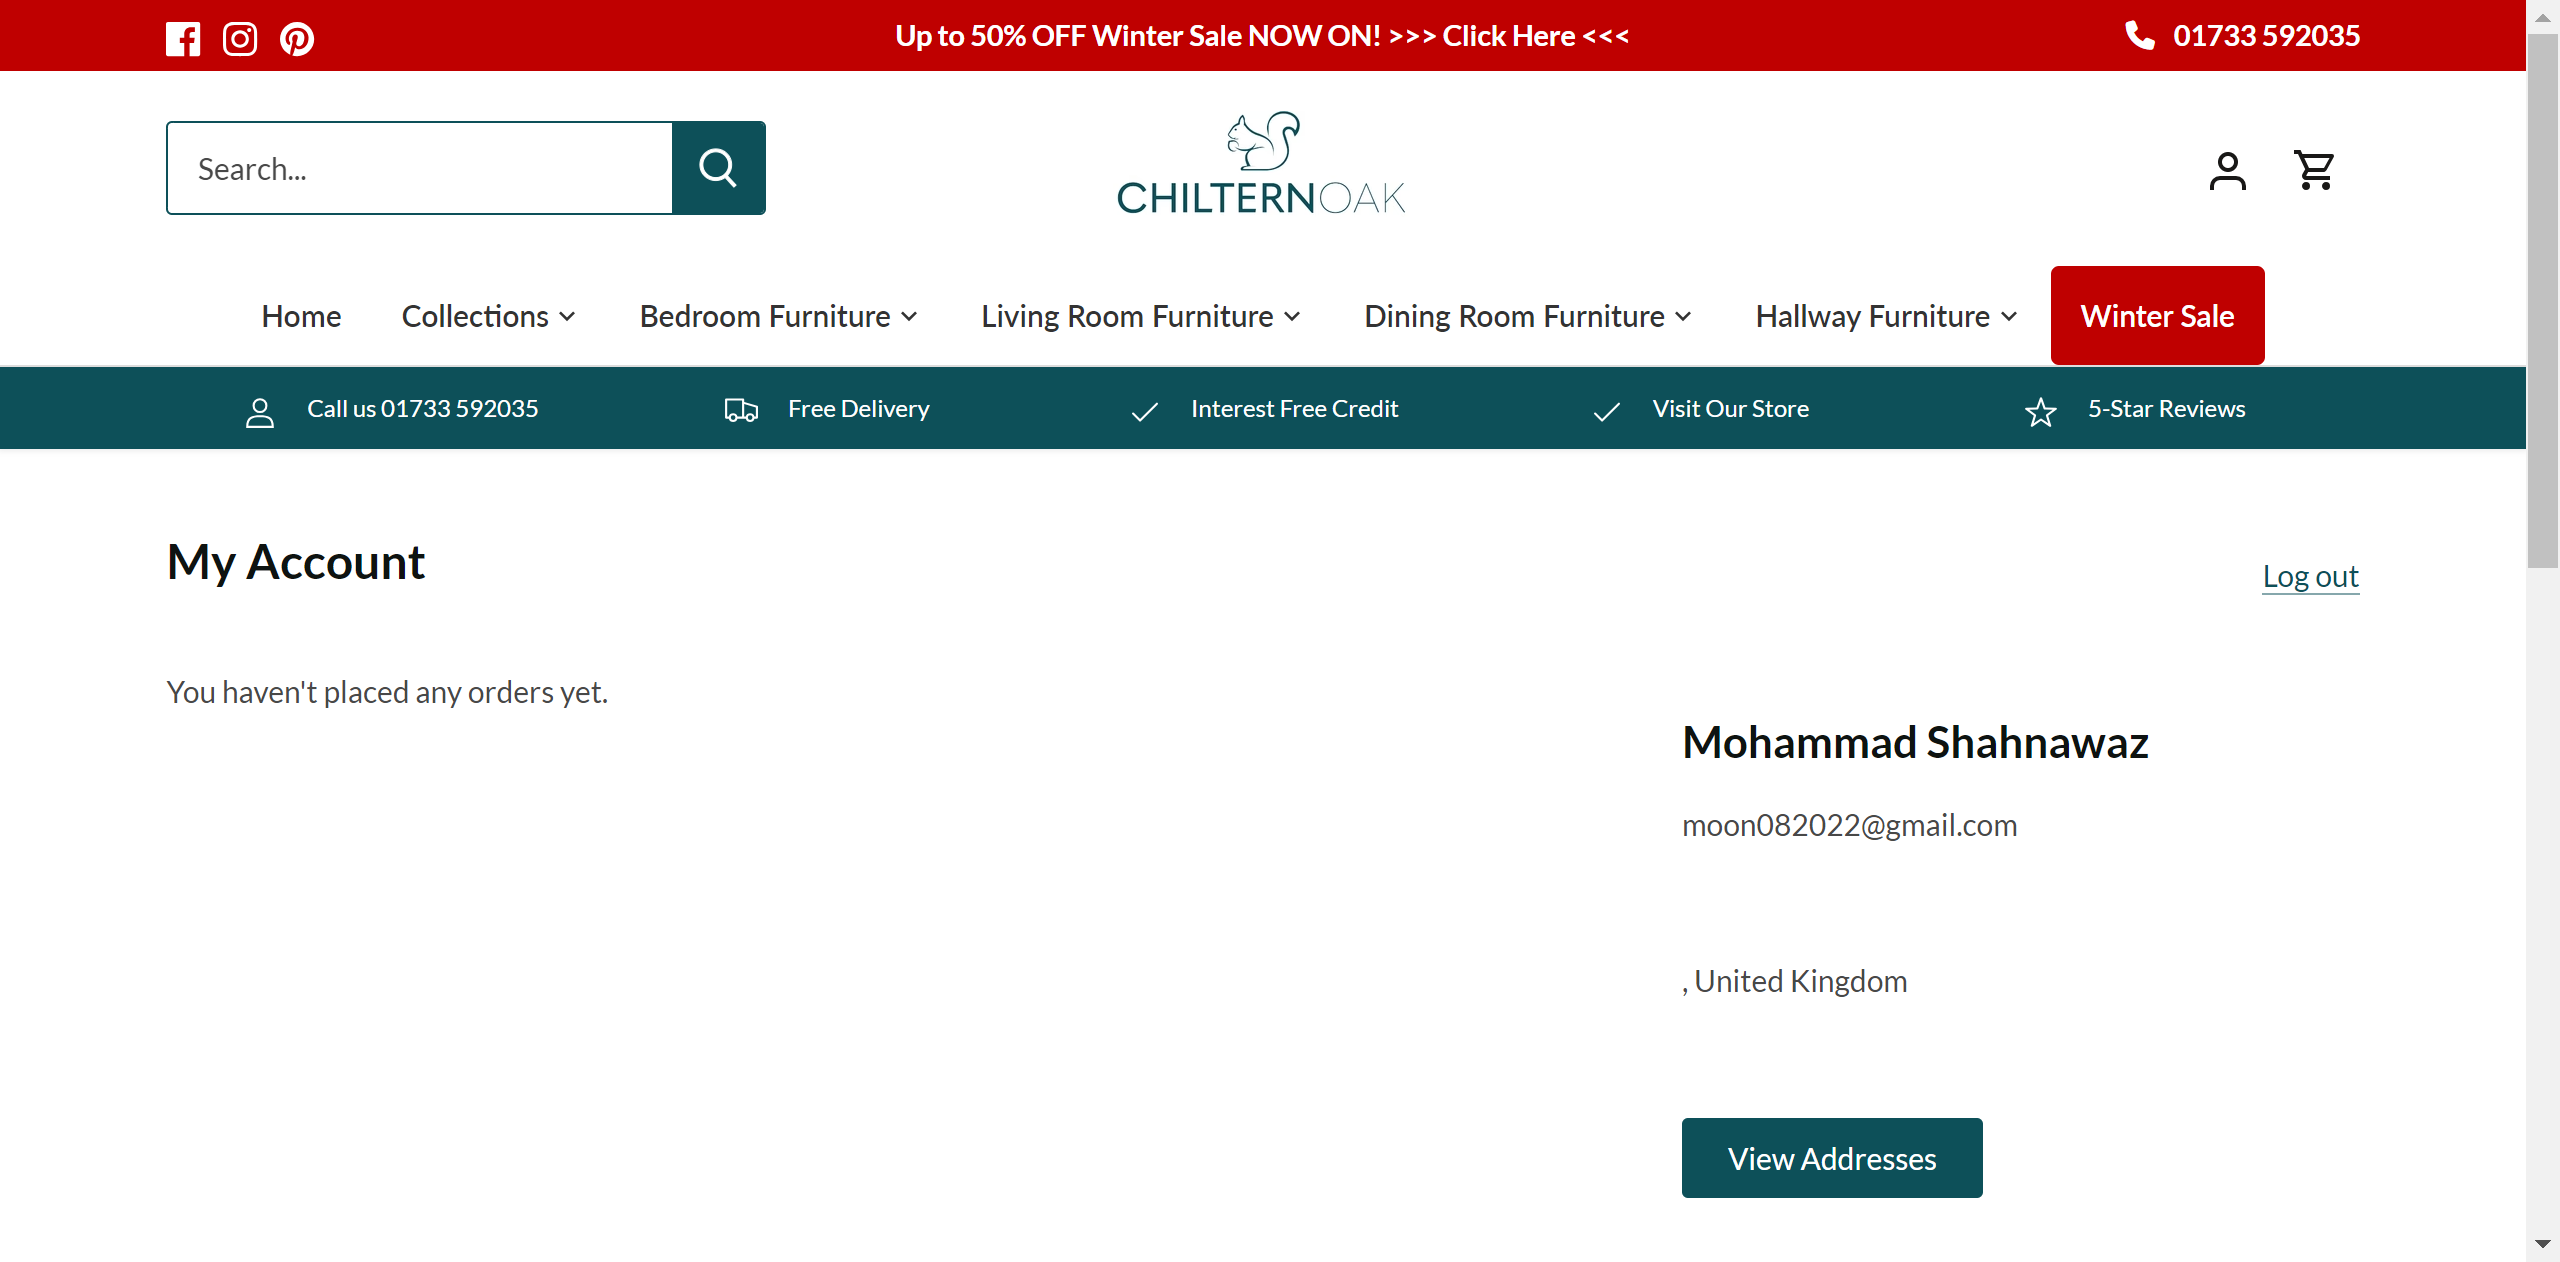 Up to 50% OFF Winter Sale NOW ON! >>> Click Here <<<
01733 592035
Search...
CHILTERNOAK
Home
Collections
Bedroom Furniture
Living Room Furniture
Dining Room Furniture
Hallway Furniture
Winter Sale
Call us 01733 592035
Free Delivery
Interest Free Credit
Visit Our Store
5-Star Reviews
My Account
Log out
You haven't placed any orders yet.
Mohammad Shahnawaz
moon082022@gmail.com
, United Kingdom
View Addresses